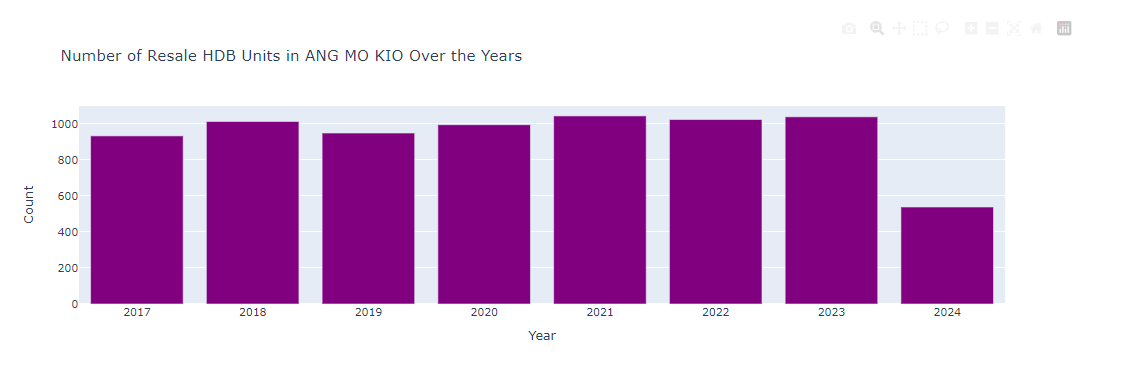 Number of Resale HDB Units in ANG MO KIO Over the Years
1000
800
600
400
200
0
Count
2017 2018 2019 2020 2021 2022 2023 2024
Year